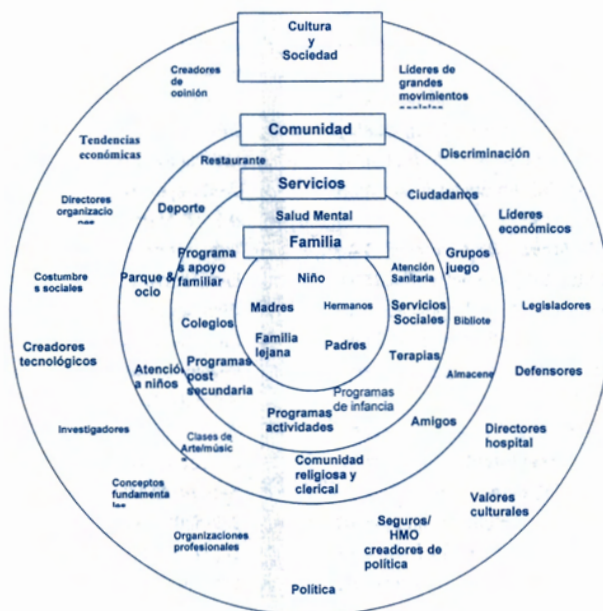 Cultura
y
Sociedad
Creadores
de
opinión
Líderes de
grandes
movimientos
sociales
Comunidad
Tendencias
económicas
Restaurante
Discriminación
Servicios
Ciudadanos
Directores
organizacio
Deporte
Salud Mental
Líderes
económicos
Familia
Programa
s apoyo
familiar
Grupos
juego
Costumbre
s sociales
Parque &
ocio
Niño
Atención
Sanitaria
Madres
Hermanos
Servicios
Sociales
Legisladores
Colegios
Bibliote
Creadores
tecnológicos
Familia
lejana
Padres
Terapias
Atención
a niños
Programas
post
secundaria
Almacene
Defensores
Programas
de infancia
Programas
actividades
Amigos
Investigadores
Clases de
Arte/músic
Directores
hospital
Comunidad
religiosa y
clerical
Conceptos
fundamenta
les
Valores
culturales
Organizaciones
profesionales
Seguros/
HMO
creadores de
política
Política